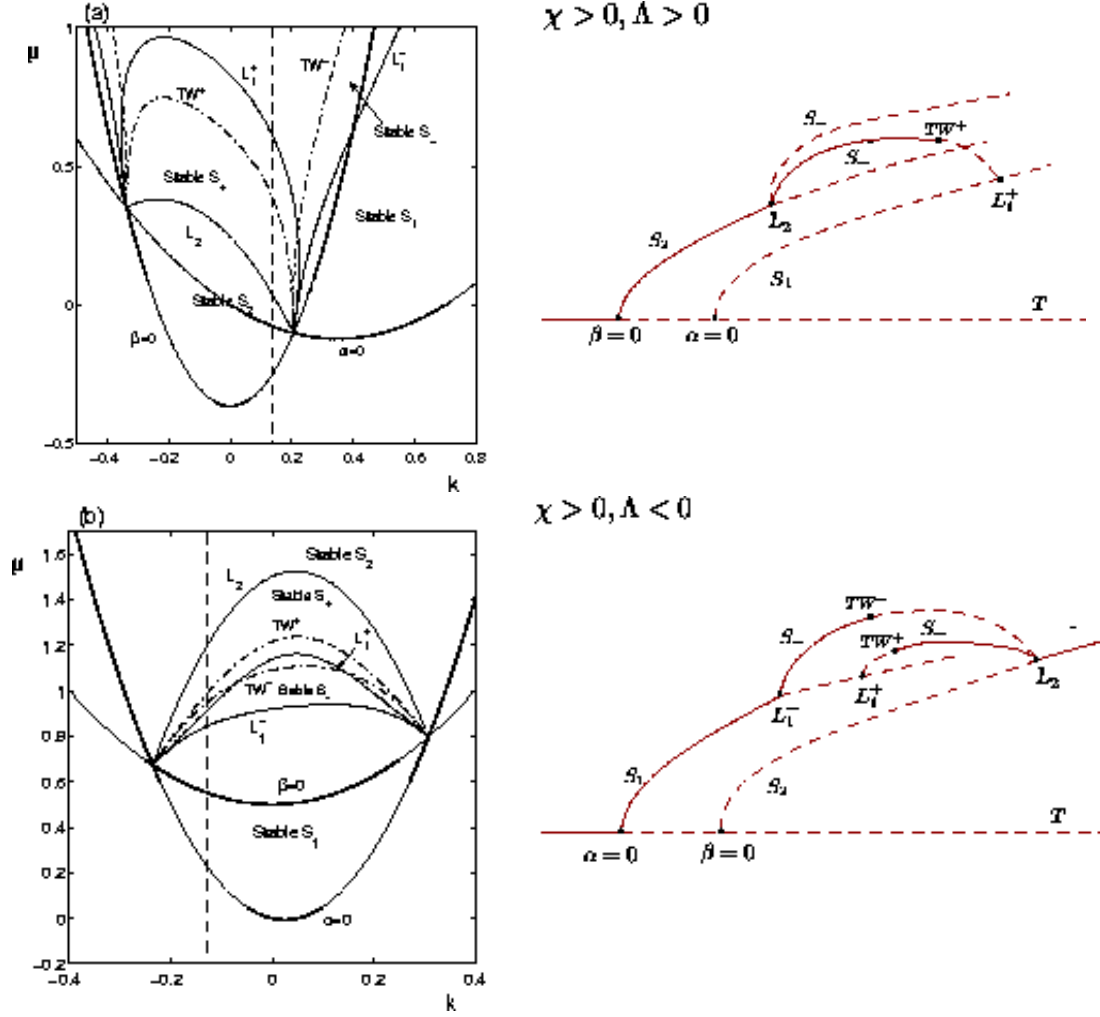 (a)
χ > 0, Λ > 0
μ
1
0.5
0
−0.5
−0.4
−0.2
0
0.2
0.4
0.6
0.8
k
L₁⁺
TW⁺
TW⁻
L₁⁻
Stable S₋
Stable S₊
Stable S₁
L₂
Stable S₂
β=0
α=0
S₋
TW⁺
S₋
L₁⁺
L₂
S₂
S₁
T
β = 0
α = 0
(b)
χ > 0, Λ < 0
μ
1.6
1.4
1.2
1
0.8
0.6
0.4
0.2
0
−0.2
−0.4
−0.2
0
0.2
0.4
k
Stable S₂
L₂
Stable S₊
TW⁺
L₁⁺
TW⁻
Stable S₋
L₁⁻
β=0
Stable S₁
α=0
TW⁻
S₋
TW⁺
S₋
-
L₂
L₁⁻
L₁⁺
S₁
S₂
T
α = 0
β = 0